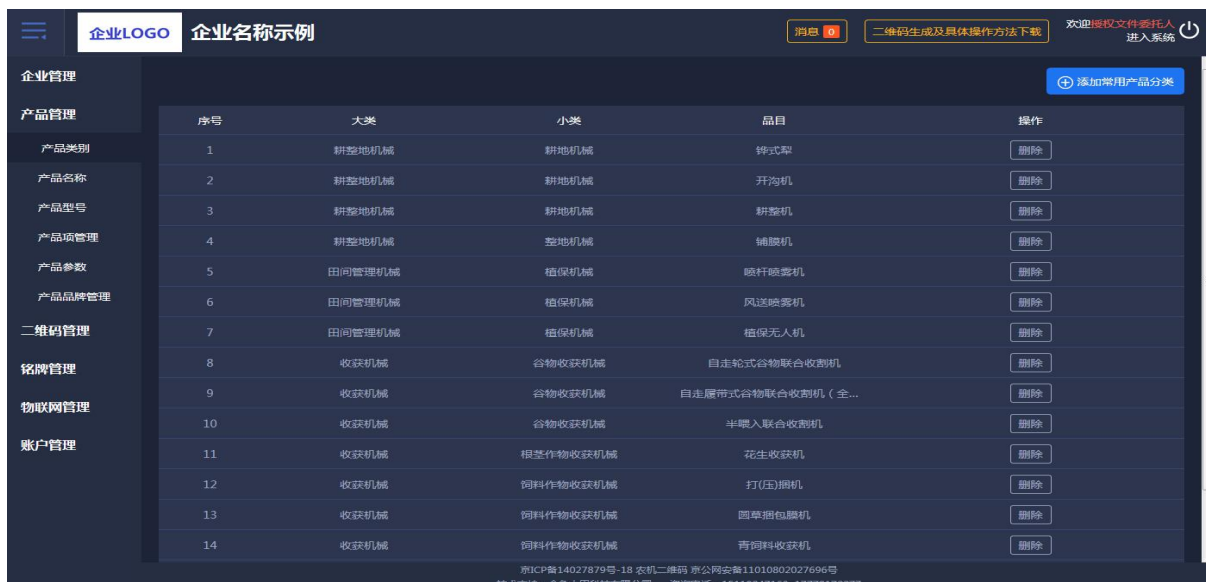 企业LOGO 企业名称示例 消息 0 二维码生成及具体操作方法下载 欢迎授权文件委托人
进入系统
企业管理
添加常用产品分类
产品管理
序号 大类 小类 品目 操作
产品类别
1 耕整地机械 耕地机械 铧式犁 删除
产品名称
2 耕整地机械 耕地机械 开沟机 删除
产品型号
3 耕整地机械 耕地机械 耕整机 删除
产品项管理
4 耕整地机械 整地机械 铺膜机 删除
产品参数
5 田间管理机械 植保机械 喷杆喷雾机 删除
产品品牌管理
6 田间管理机械 植保机械 风送喷雾机 删除
二维码管理
7 田间管理机械 植保机械 植保无人机 删除
铭牌管理
8 收获机械 谷物收获机械 自走轮式谷物联合收割机 删除
物联网管理
9 收获机械 谷物收获机械 自走履带式谷物联合收割机（全... 删除
账户管理
10 收获机械 谷物收获机械 半喂入联合收割机 删除
11 收获机械 根茎作物收获机械 花生收获机 删除
12 收获机械 饲料作物收获机械 打(压)捆机 删除
13 收获机械 饲料作物收获机械 圆草捆包膜机 删除
14 收获机械 饲料作物收获机械 青饲料收获机 删除
京ICP备14027879号-18 农机二维码 京公网安备11010802027696号